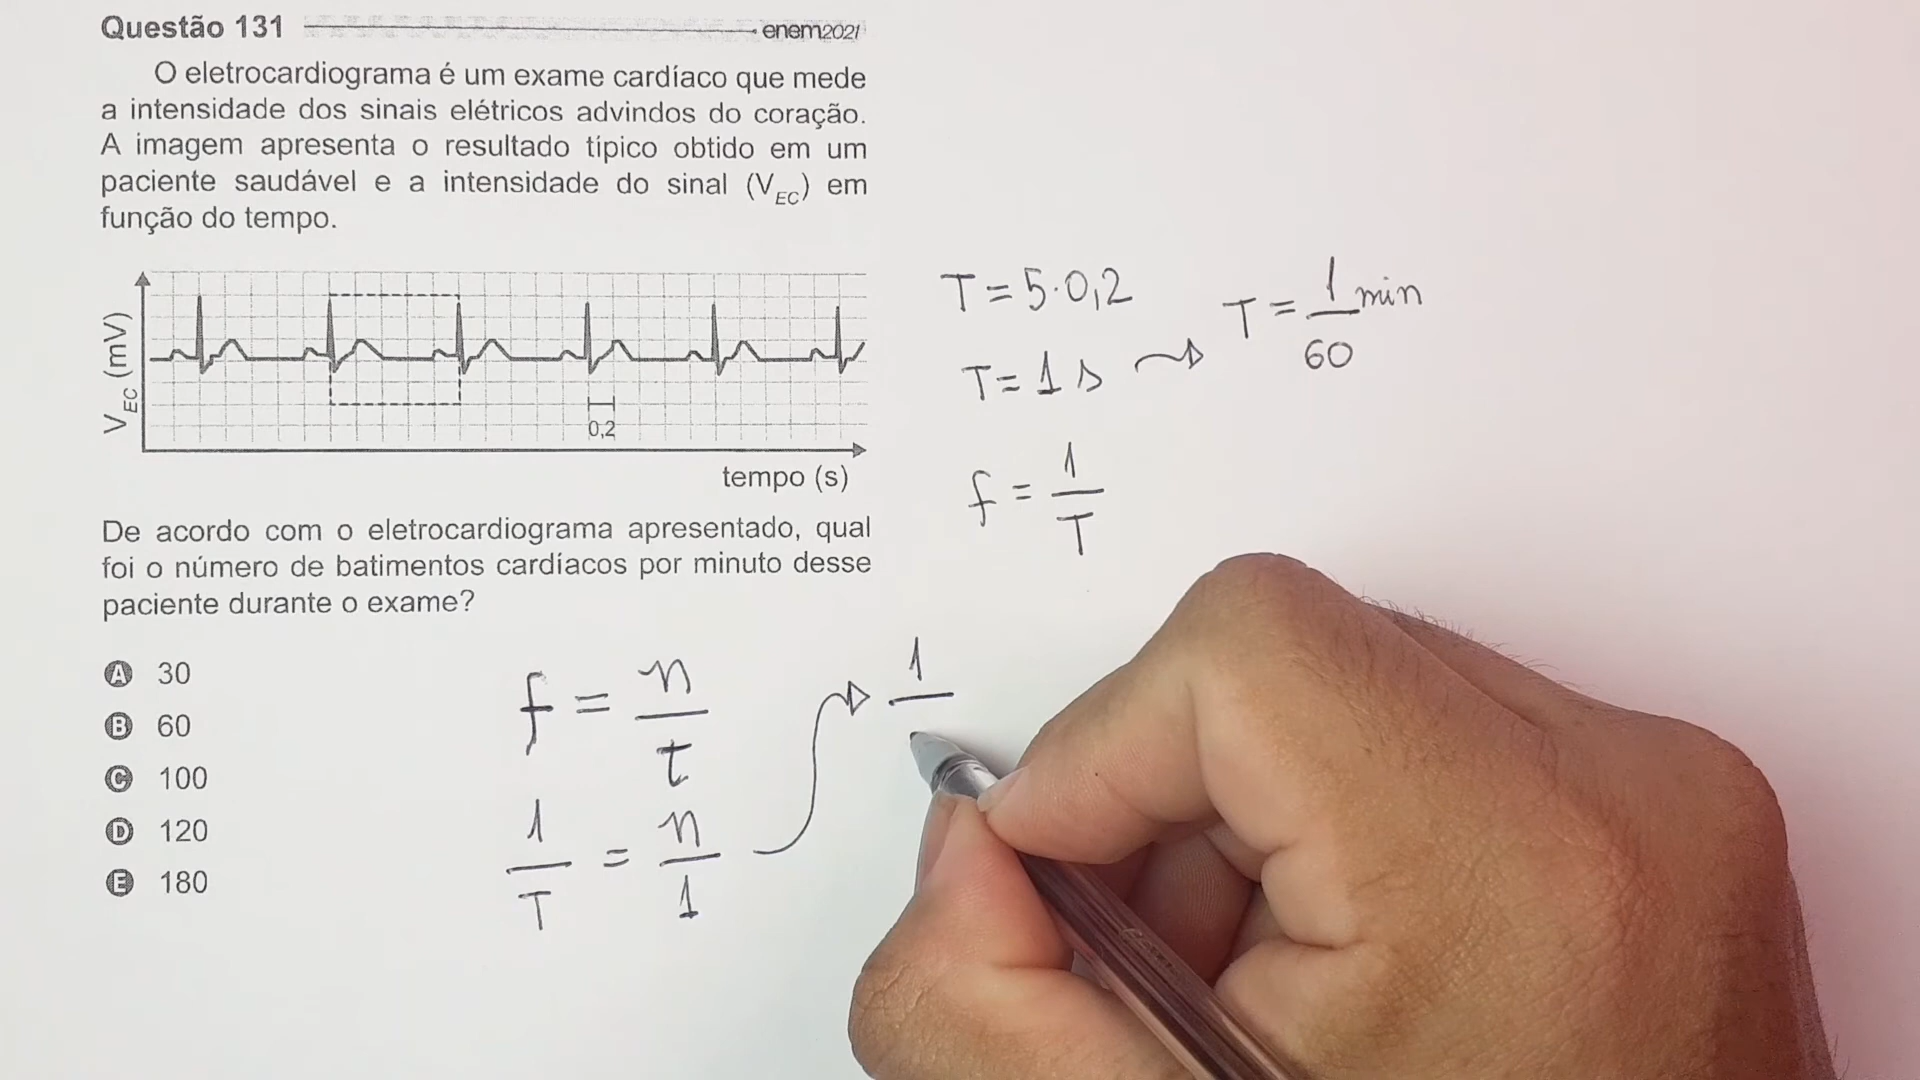 Questão 131
enem2021
O eletrocardiograma é um exame cardíaco que mede
a intensidade dos sinais elétricos advindos do coração.
A imagem apresenta o resultado típico obtido em um
paciente saudável e a intensidade do sinal (V_EC) em
função do tempo.
V_EC (mV)
0,2
tempo (s)
De acordo com o eletrocardiograma apresentado, qual
foi o número de batimentos cardíacos por minuto desse
paciente durante o exame?
A 30
B 60
C 100
D 120
E 180
T = 5·0,2
T = 1 s
T = 1/60 min
f = 1/T
f = n/t
1/T = n/1
1